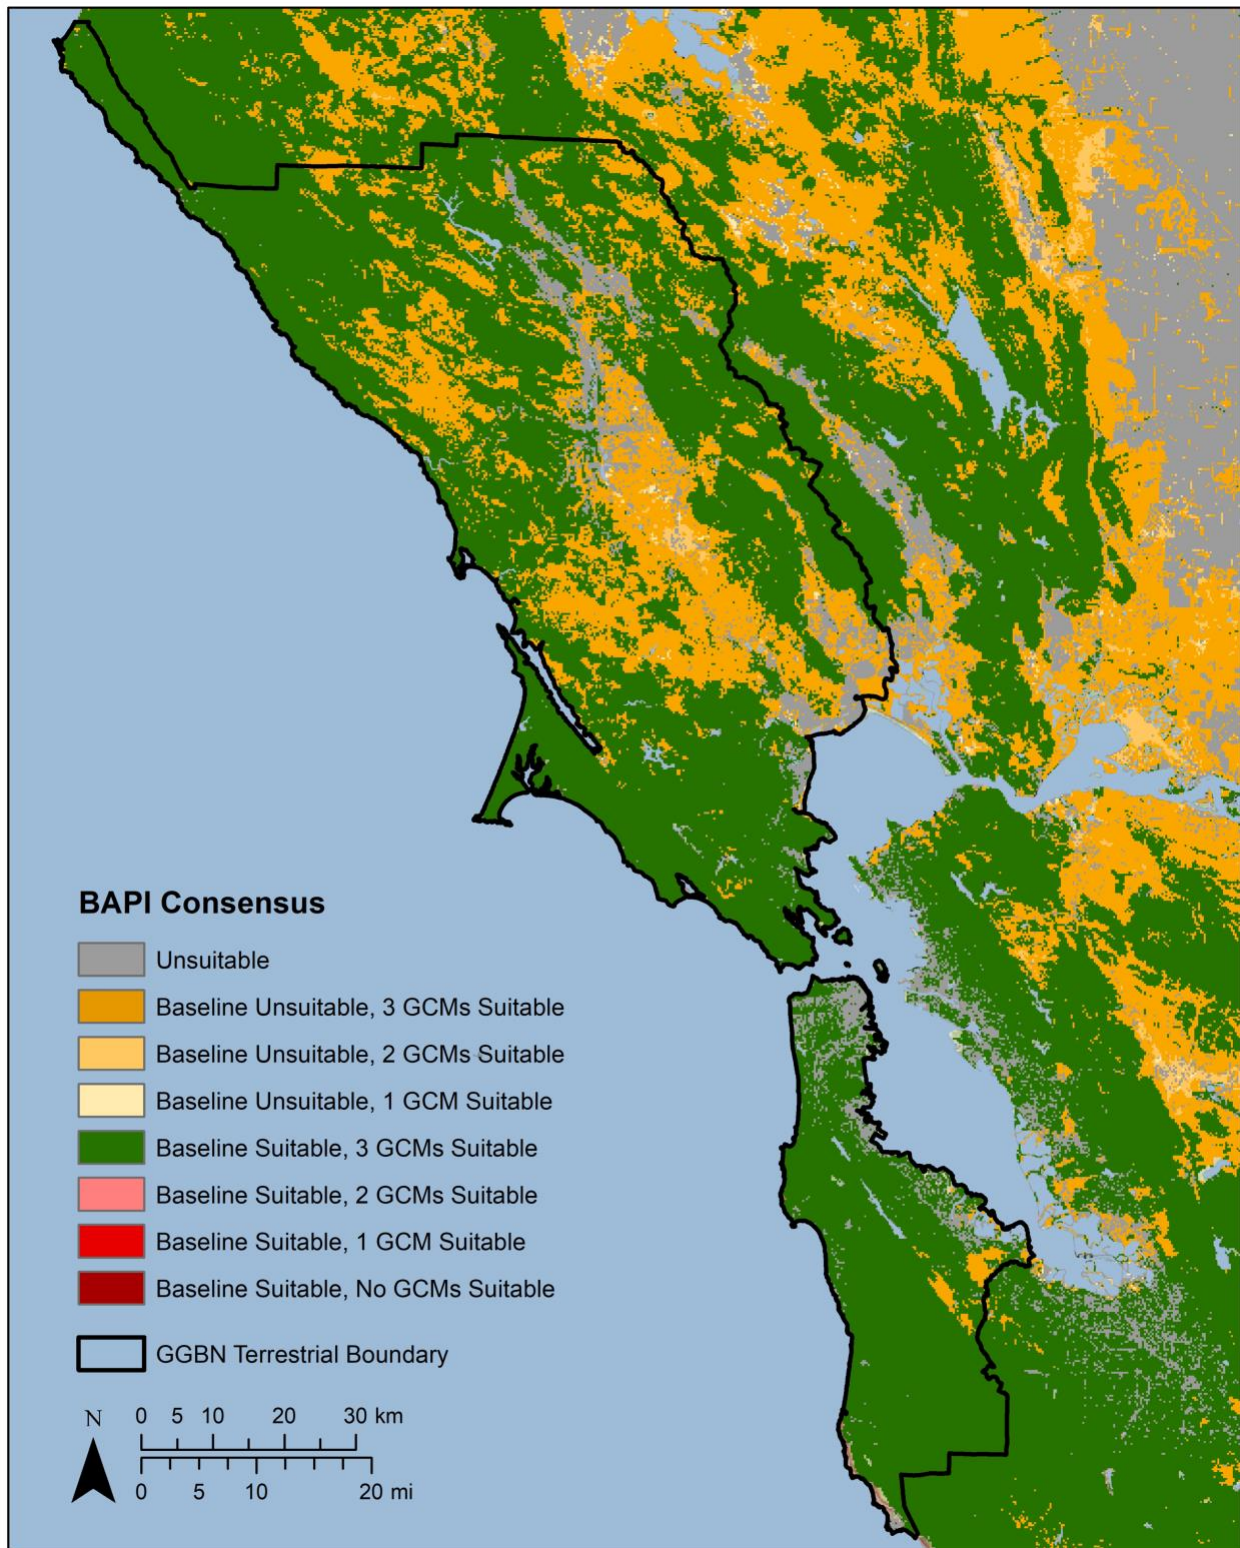 BAPI Consensus
Unsuitable
Baseline Unsuitable, 3 GCMs Suitable
Baseline Unsuitable, 2 GCMs Suitable
Baseline Unsuitable, 1 GCM Suitable
Baseline Suitable, 3 GCMs Suitable
Baseline Suitable, 2 GCMs Suitable
Baseline Suitable, 1 GCM Suitable
Baseline Suitable, No GCMs Suitable
GGBN Terrestrial Boundary
N
0 5 10 20 30 km
0 5 10 20 mi